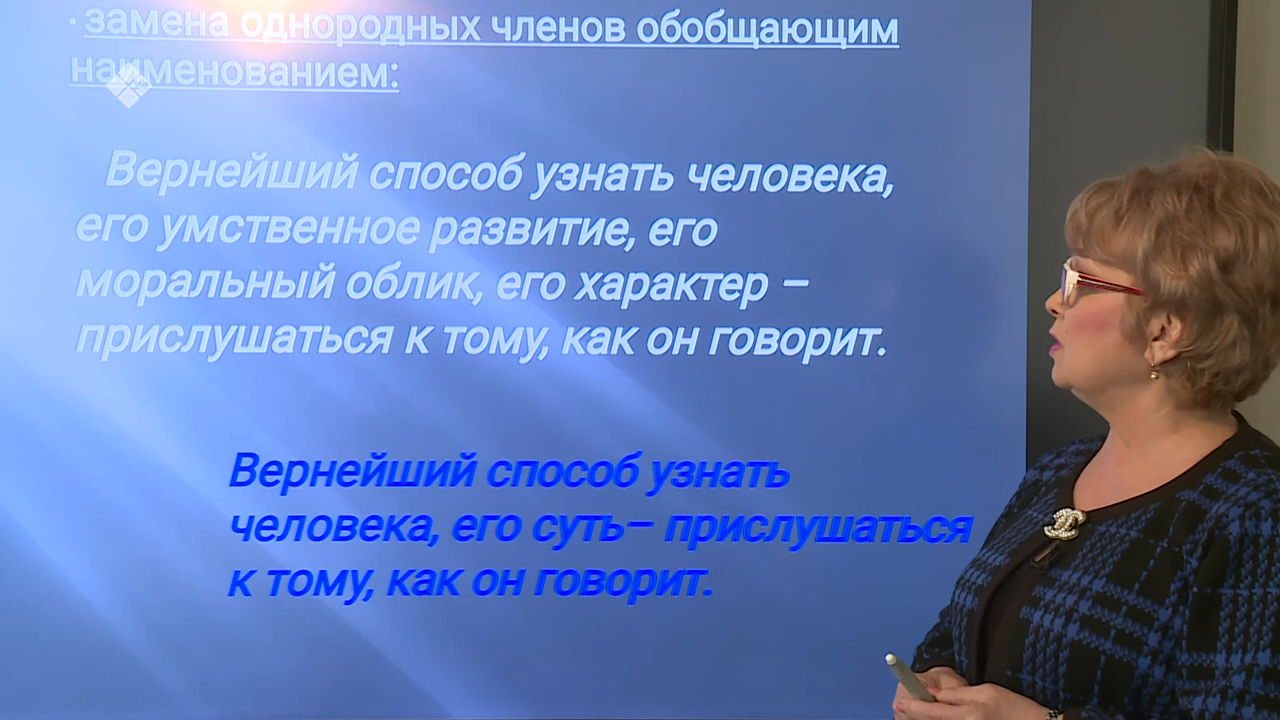 · замена однородных членов обобщающим
наименованием:
Вернейший способ узнать человека,
его умственное развитие, его
моральный облик, его характер –
прислушаться к тому, как он говорит.
Вернейший способ узнать
человека, его суть– прислушаться
к тому, как он говорит.